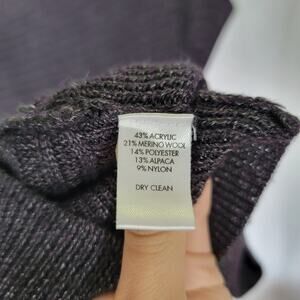 43% ACRYLIC
21% MERINO WOOL
14% POLYESTER
13% ALPACA
9% NYLON
DRY CLEAN